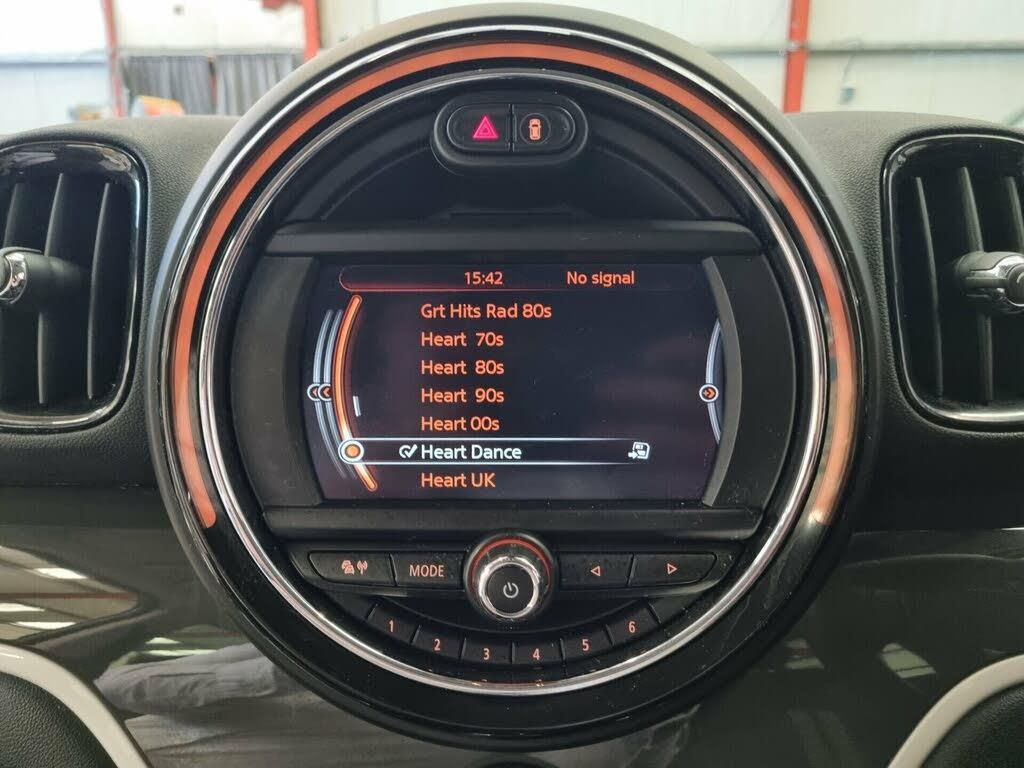 15:42 No signal
Grt Hits Rad 80s
Heart 70s
Heart 80s
Heart 90s
Heart 00s
Heart Dance
Heart UK
MODE
1 2 3 4 5 6